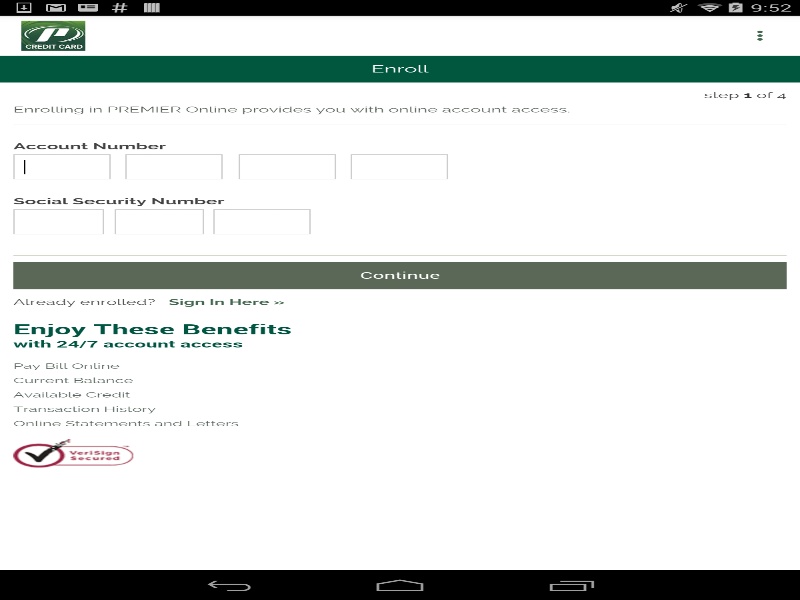 9:52
CREDIT CARD
Enroll
step 1 of 4
Enrolling in PREMIER Online provides you with online account access.
Account Number
Social Security Number
Continue
Already enrolled? Sign In Here »
Enjoy These Benefits
with 24/7 account access
Pay Bill Online
Current Balance
Available Credit
Transaction History
Online Statements and Letters
VeriSign
Secured